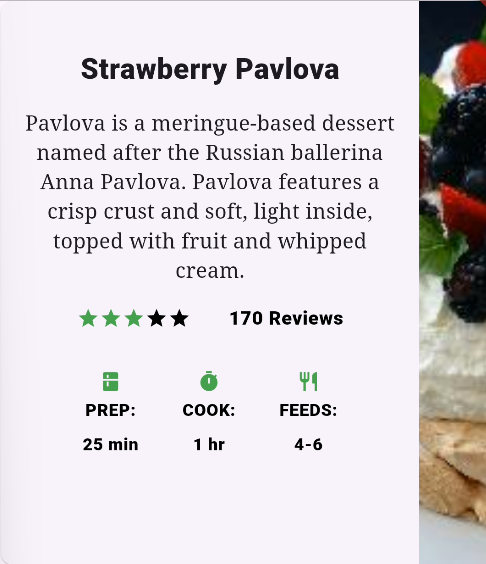 Strawberry Pavlova
Pavlova is a meringue-based dessert
named after the Russian ballerina
Anna Pavlova. Pavlova features a
crisp crust and soft, light inside,
topped with fruit and whipped
cream.
170 Reviews
PREP: COOK: FEEDS:
25 min 1 hr 4-6